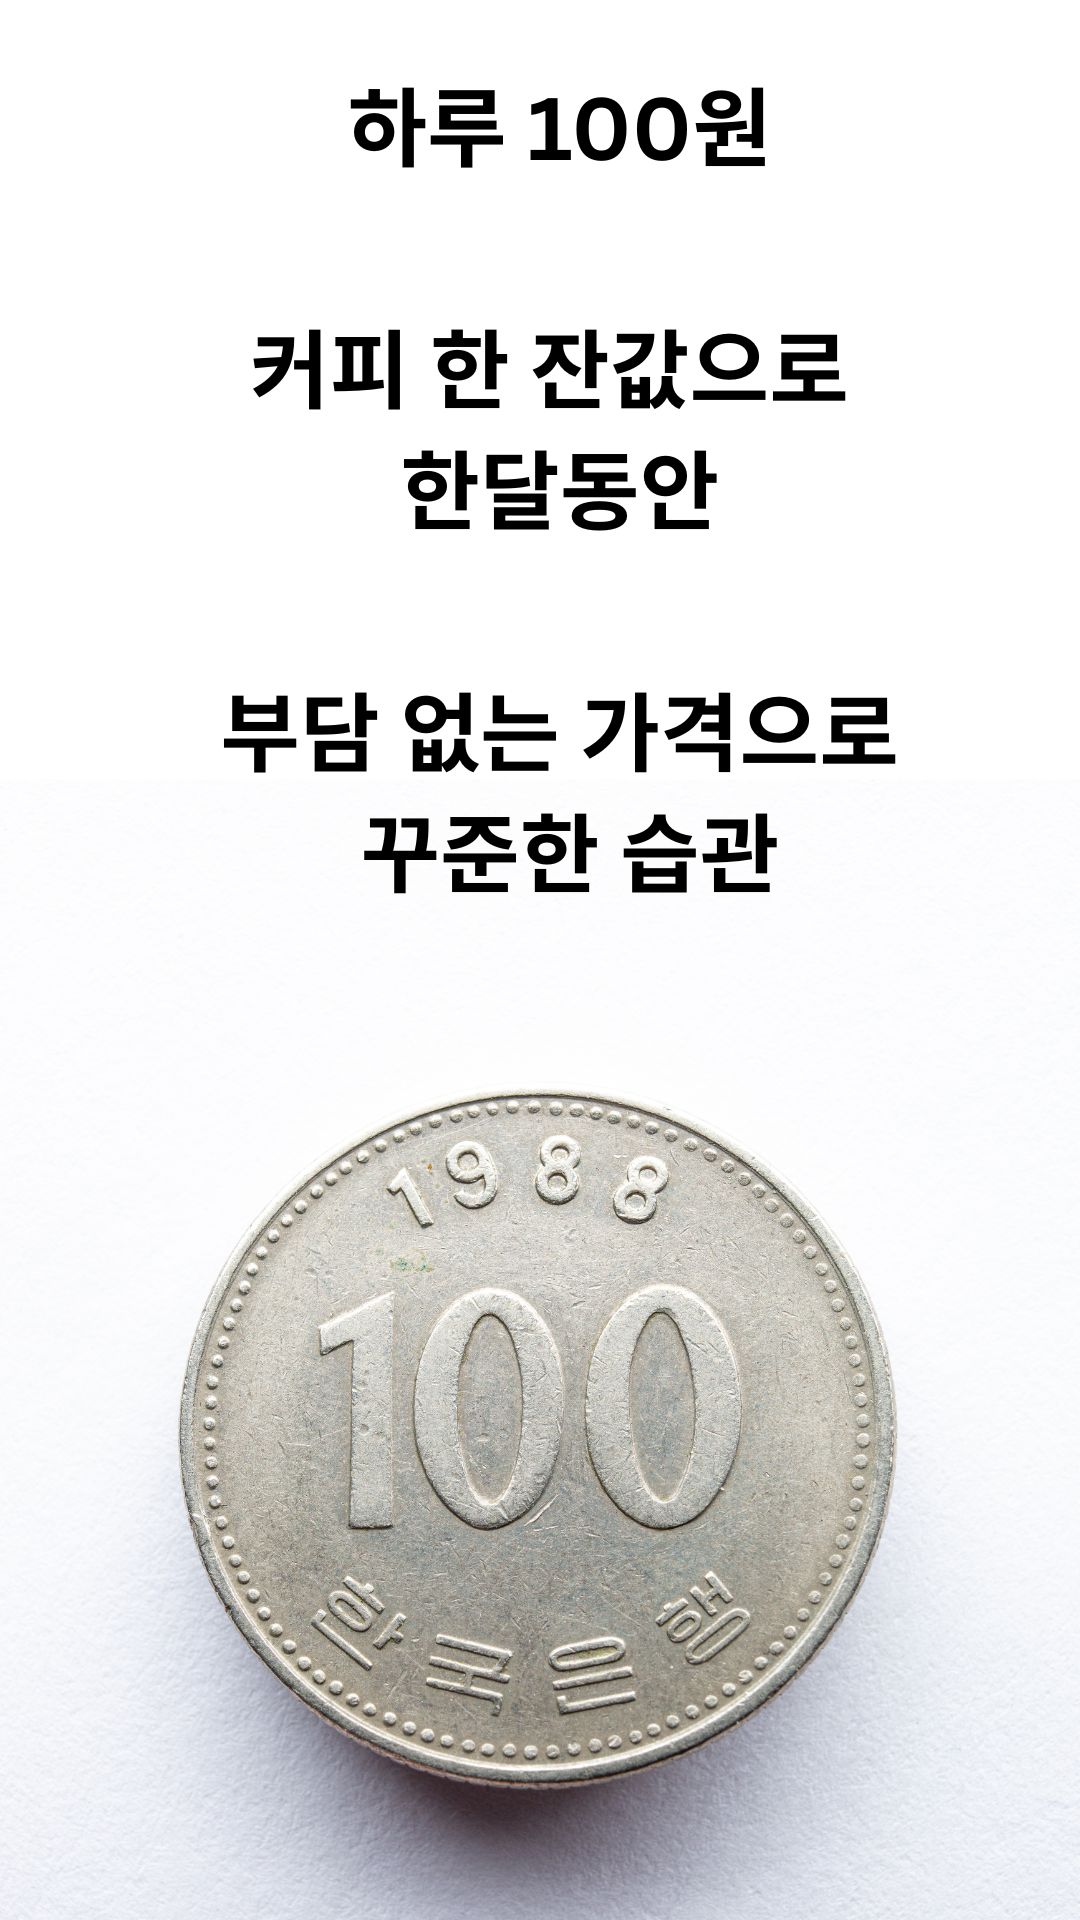 하루 100원
커피 한 잔값으로
한달동안
부담 없는 가격으로
꾸준한 습관
1988
100
한국은행